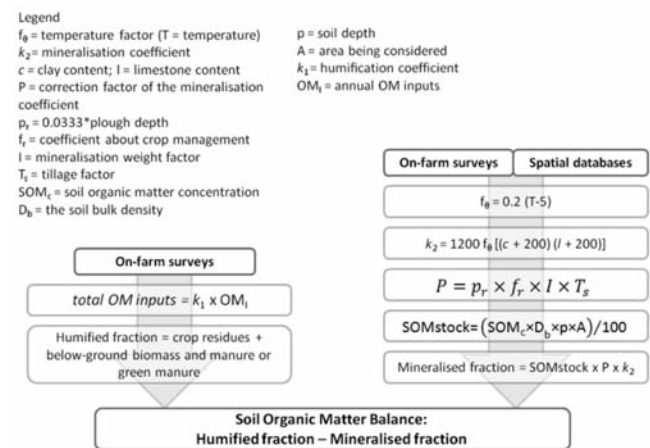 Legend
fθ = temperature factor (T = temperature)
k2= mineralisation coefficient
c = clay content; l = limestone content
P = correction factor of the mineralisation
coefficient
pr = 0.0333*plough depth
fr = coefficient about crop management
I = mineralisation weight factor
Ts = tillage factor
SOMc = soil organic matter concentration
Db = the soil bulk density
p = soil depth
A = area being considered
k1= humification coefficient
OMi = annual OM inputs
On-farm surveys
total OM inputs = k1 x OMi
Humified fraction = crop residues +
below-ground biomass and manure or
green manure
On-farm surveys Spatial databases
fθ = 0.2 (T-5)
k2 = 1200 fθ [(c + 200) (l + 200)]
P = pr × fr × I × Ts
SOMstock= (SOMc×Db×p×A)/100
Mineralised fraction = SOMstock x P x k2
Soil Organic Matter Balance:
Humified fraction – Mineralised fraction